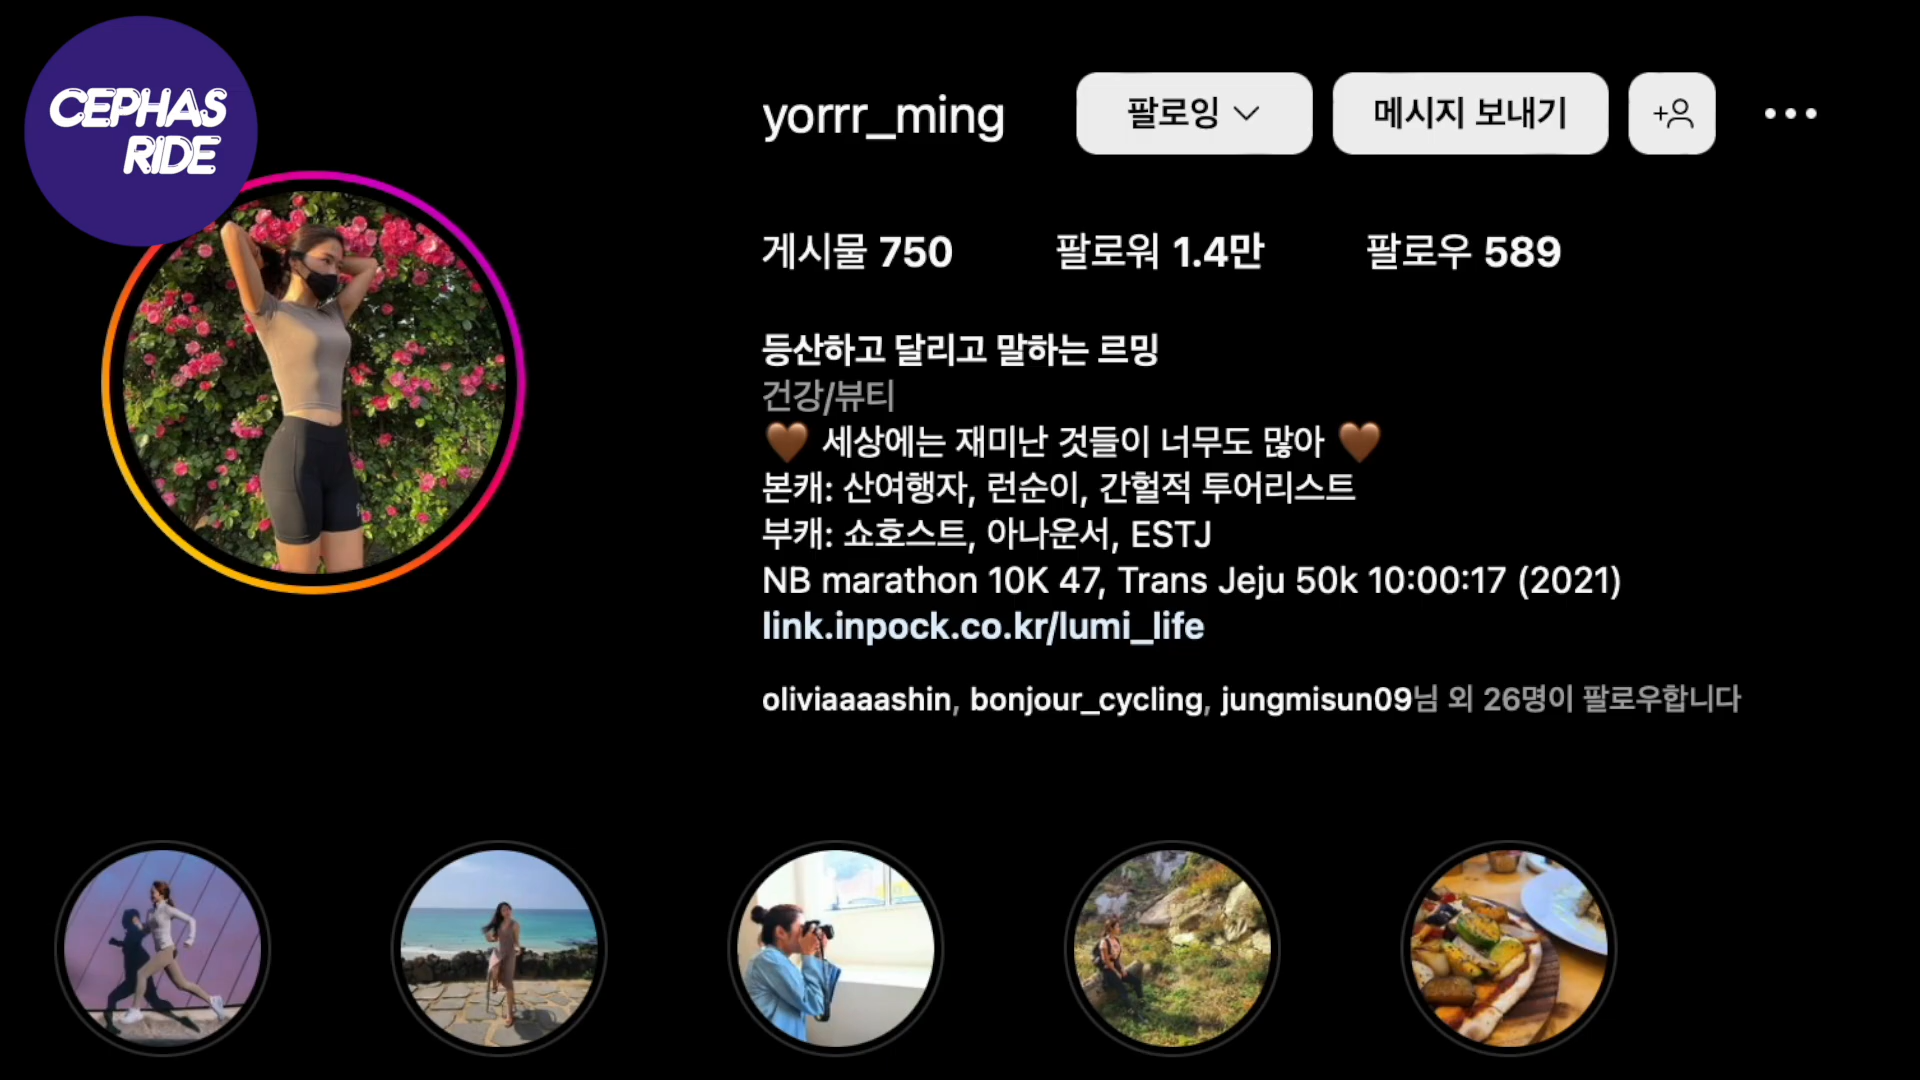 CEPHAS
RIDE
yorrr_ming
팔로잉
메시지 보내기
게시물 750
팔로워 1.4만
팔로우 589
등산하고 달리고 말하는 르밍
건강/뷰티
🤎 세상에는 재미난 것들이 너무도 많아 🤎
본캐: 산여행자, 런순이, 간헐적 투어리스트
부캐: 쇼호스트, 아나운서, ESTJ
NB marathon 10K 47, Trans Jeju 50k 10:00:17 (2021)
link.inpock.co.kr/lumi_life
oliviaaaashin, bonjour_cycling, jungmisun09님 외 26명이 팔로우합니다